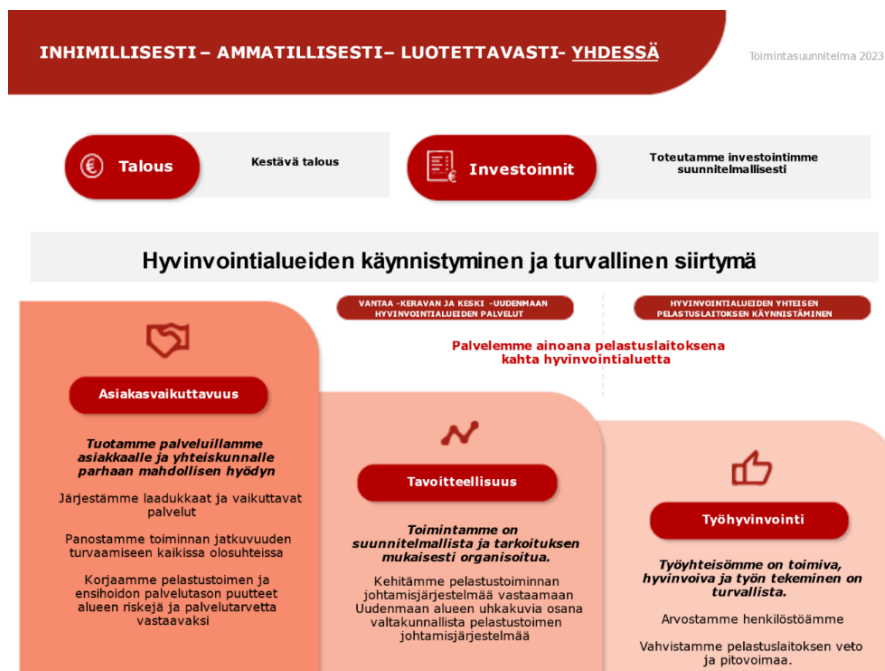 INHIMILLISESTI – AMMATILLISESTI– LUOTETTAVASTI- YHDESSÄ
Toimintasuunnitelma 2023
Talous
Kestävä talous
Investoinnit
Toteutamme investointimme
suunnitelmallisesti
Hyvinvointialueiden käynnistyminen ja turvallinen siirtymä
VANTAA -KERAVAN JA KESKI -UUDENMAAN
HYVINVOINTIALUEIDEN PALVELUT
HYVINVOINTIALUEIDEN YHTEISEN
PELASTUSLAITOKSEN KÄYNNISTÄMINEN
Palvelemme ainoana pelastuslaitoksena
kahta hyvinvointialuetta
Asiakasvaikuttavuus
Tuotamme palveluillamme
asiakkaalle ja yhteiskunnalle
parhaan mahdollisen hyödyn
Järjestämme laadukkaat ja vaikuttavat
palvelut
Panostamme toiminnan jatkuvuuden
turvaamiseen kaikissa olosuhteissa
Korjaamme pelastustoimen ja
ensihoidon palvelutason puutteet
alueen riskejä ja palvelutarvetta
vastaavaksi
Tavoitteellisuus
Toimintamme on
suunnitelmallista ja tarkoituksen
mukaisesti organisoitua.
Kehitämme pelastustoiminnan
johtamisjärjestelmää vastaamaan
Uudenmaan alueen uhkakuvia osana
valtakunnallista pelastustoimen
johtamisjärjestelmää
Työhyvinvointi
Työyhteisömme on toimiva,
hyvinvoiva ja työn tekeminen on
turvallista.
Arvostamme henkilöstöämme
Vahvistamme pelastuslaitoksen veto
ja pitovoimaa.